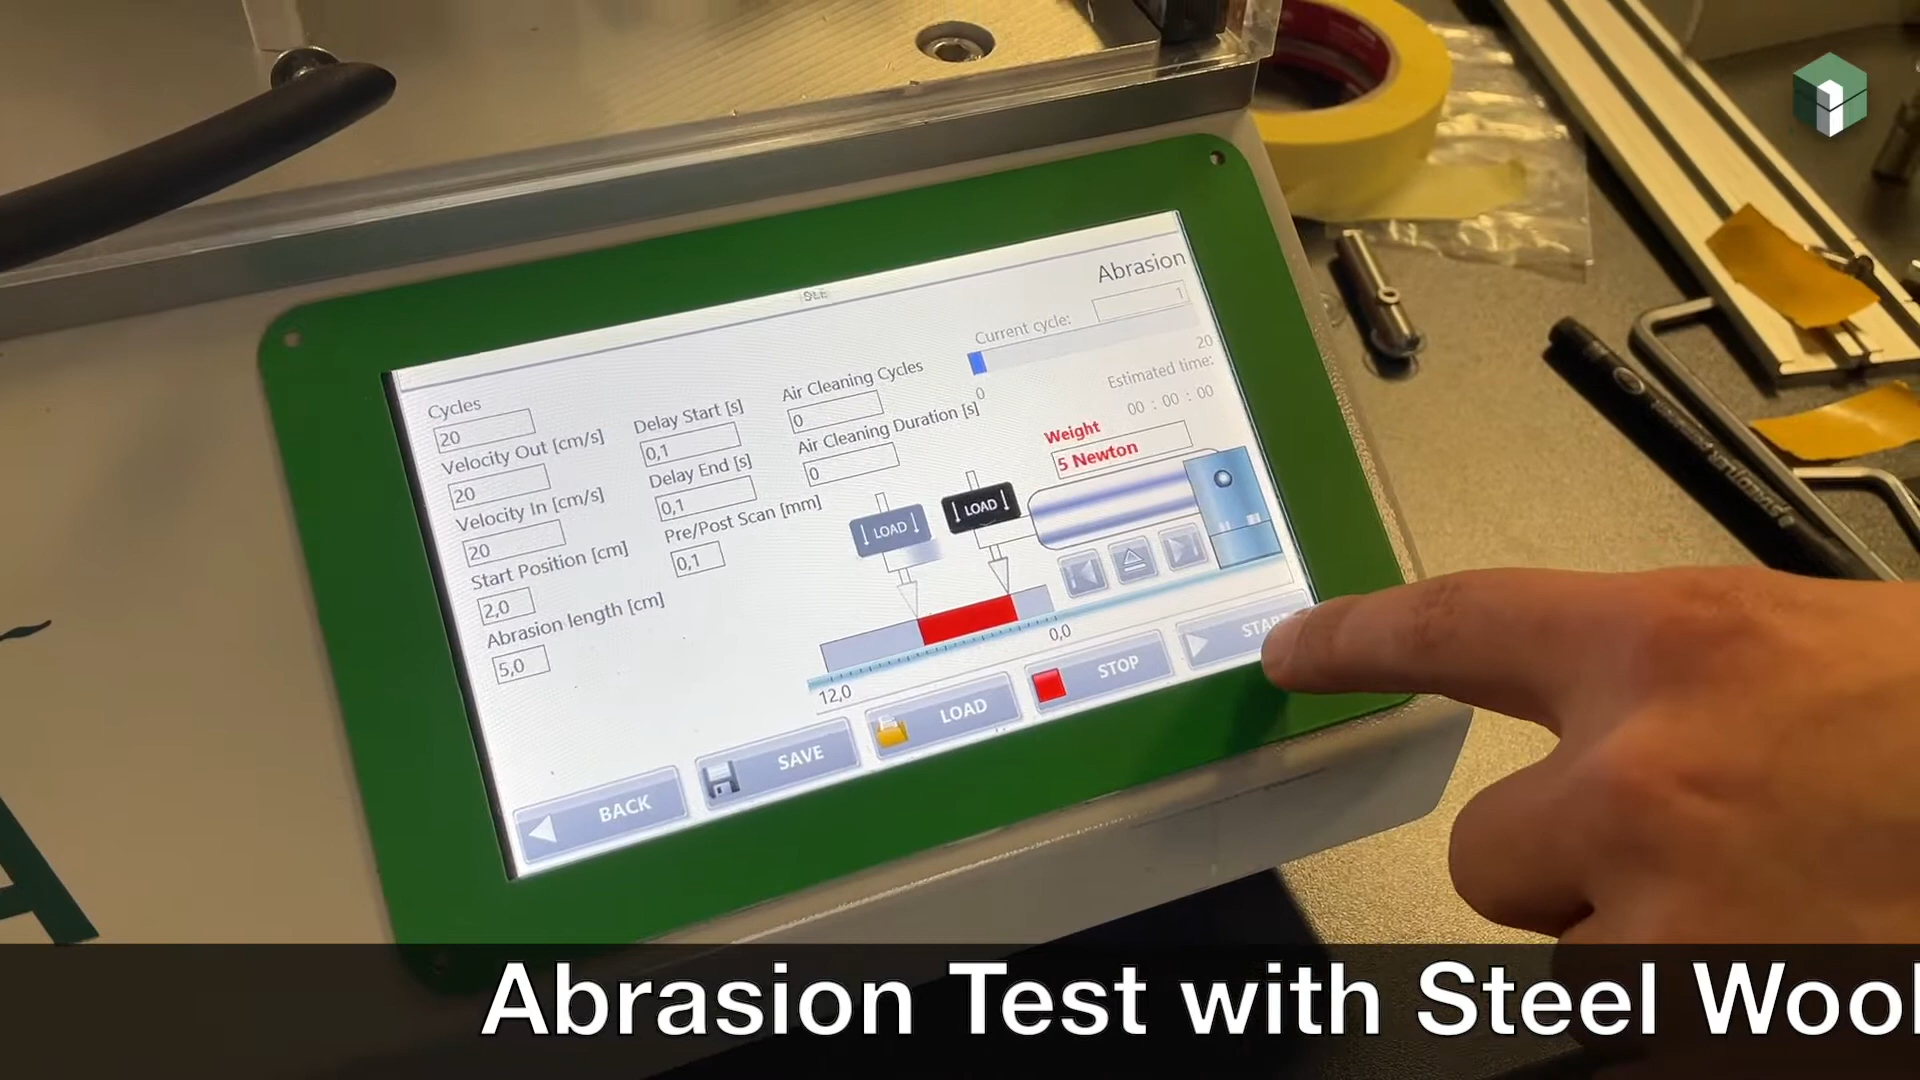 Abrasion
Current cycle:
1
0
20
Estimated time:
00 : 00 : 00
Cycles
20
Velocity Out [cm/s]
20
Velocity In [cm/s]
20
Start Position [cm]
2,0
Abrasion length [cm]
5,0
Delay Start [s]
0,1
Delay End [s]
0,1
Pre/Post Scan [mm]
0,1
Air Cleaning Cycles
0
Air Cleaning Duration [s]
0
Weight
5 Newton
LOAD
LOAD
12,0
0,0
BACK
SAVE
LOAD
STOP
START
Abrasion Test with Steel Wool